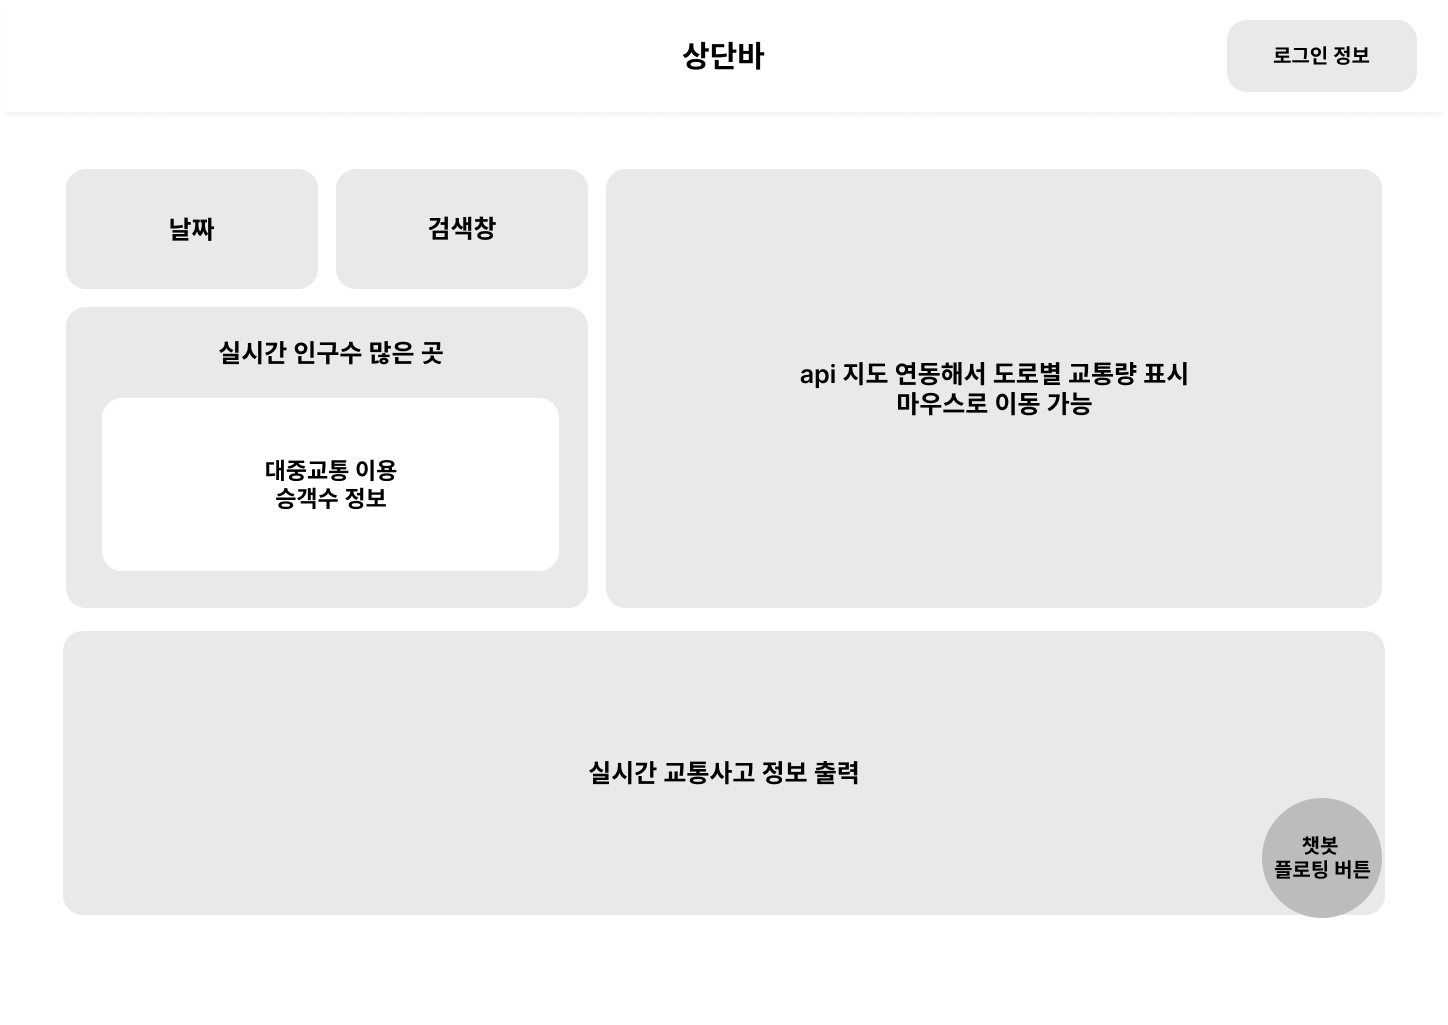 상단바
로그인 정보
날짜
검색창
실시간 인구수 많은 곳
대중교통 이용
승객수 정보
api 지도 연동해서 도로별 교통량 표시
마우스로 이동 가능
실시간 교통사고 정보 출력
챗봇
플로팅 버튼